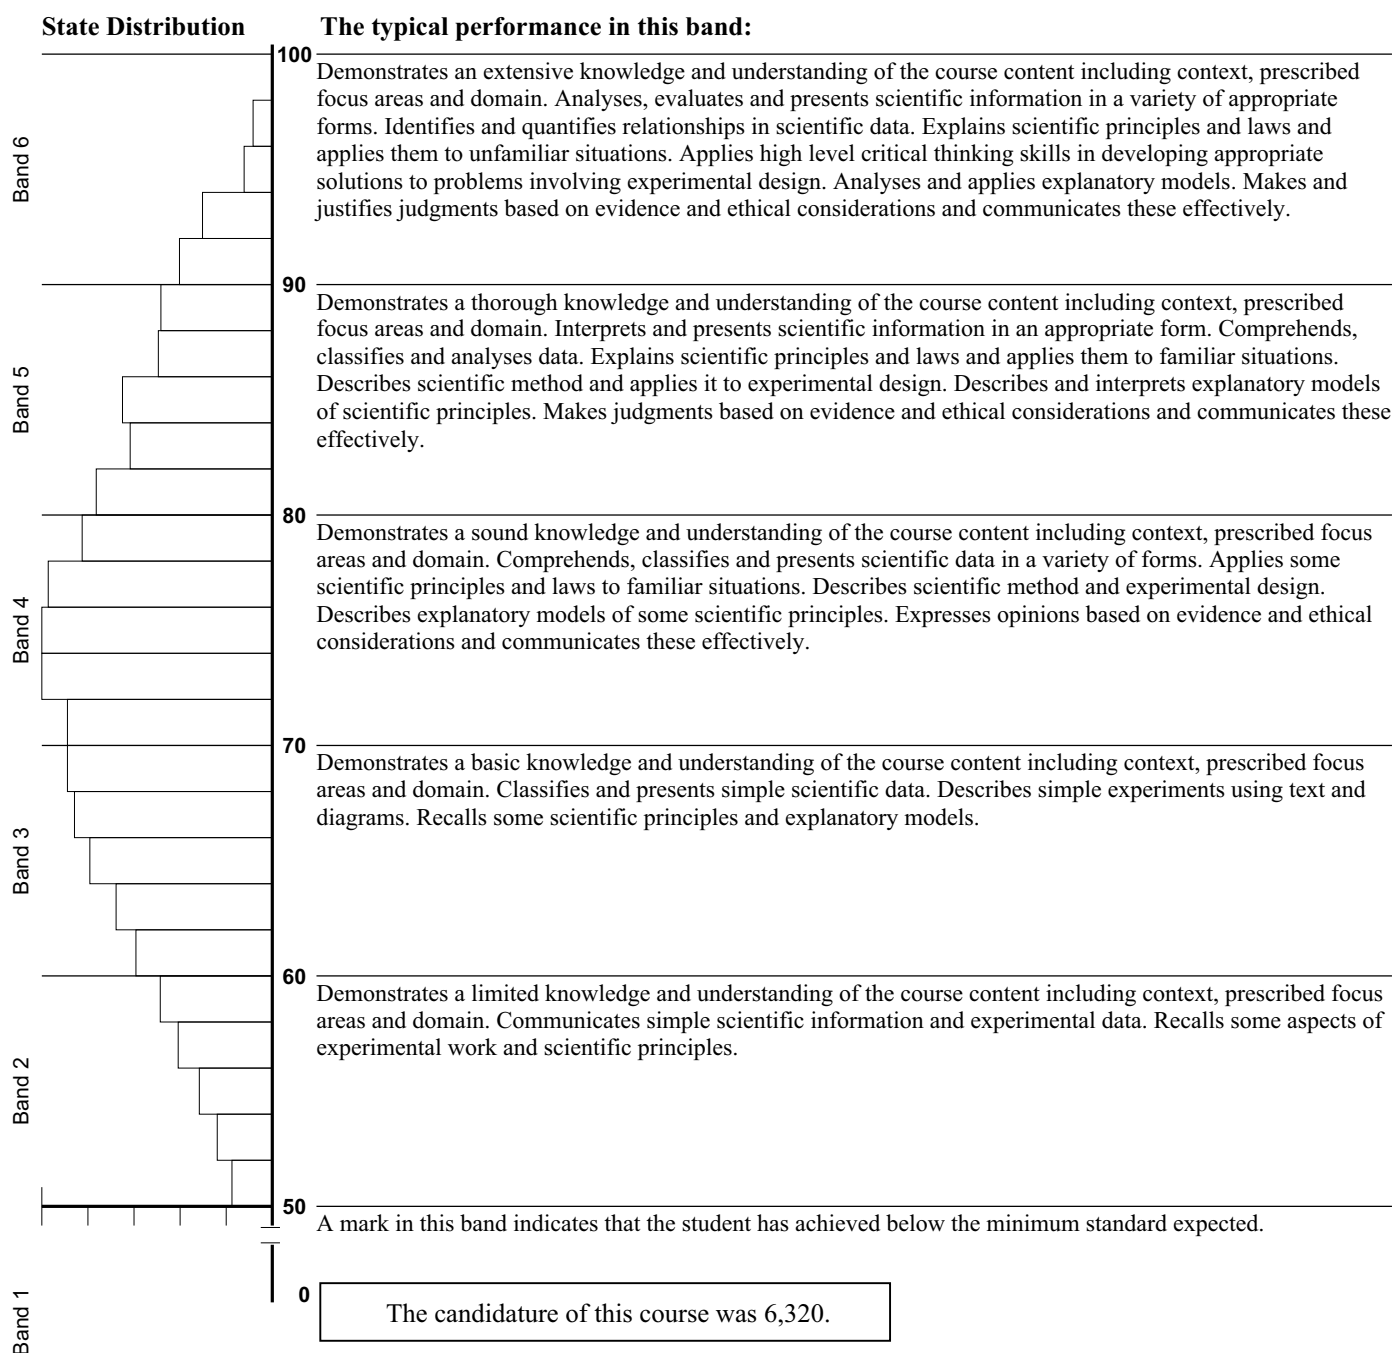 State Distribution
The typical performance in this band:
100
Demonstrates an extensive knowledge and understanding of the course content including context, prescribed
focus areas and domain. Analyses, evaluates and presents scientific information in a variety of appropriate
forms. Identifies and quantifies relationships in scientific data. Explains scientific principles and laws and
applies them to unfamiliar situations. Applies high level critical thinking skills in developing appropriate
solutions to problems involving experimental design. Analyses and applies explanatory models. Makes and
justifies judgments based on evidence and ethical considerations and communicates these effectively.
Band 6
90
Demonstrates a thorough knowledge and understanding of the course content including context, prescribed
focus areas and domain. Interprets and presents scientific information in an appropriate form. Comprehends,
classifies and analyses data. Explains scientific principles and laws and applies them to familiar situations.
Describes scientific method and applies it to experimental design. Describes and interprets explanatory models
of scientific principles. Makes judgments based on evidence and ethical considerations and communicates these
effectively.
Band 5
80
Demonstrates a sound knowledge and understanding of the course content including context, prescribed focus
areas and domain. Comprehends, classifies and presents scientific data in a variety of forms. Applies some
scientific principles and laws to familiar situations. Describes scientific method and experimental design.
Describes explanatory models of some scientific principles. Expresses opinions based on evidence and ethical
considerations and communicates these effectively.
Band 4
70
Demonstrates a basic knowledge and understanding of the course content including context, prescribed focus
areas and domain. Classifies and presents simple scientific data. Describes simple experiments using text and
diagrams. Recalls some scientific principles and explanatory models.
Band 3
60
Demonstrates a limited knowledge and understanding of the course content including context, prescribed focus
areas and domain. Communicates simple scientific information and experimental data. Recalls some aspects of
experimental work and scientific principles.
Band 2
50
A mark in this band indicates that the student has achieved below the minimum standard expected.
0
Band 1
The candidature of this course was 6,320.